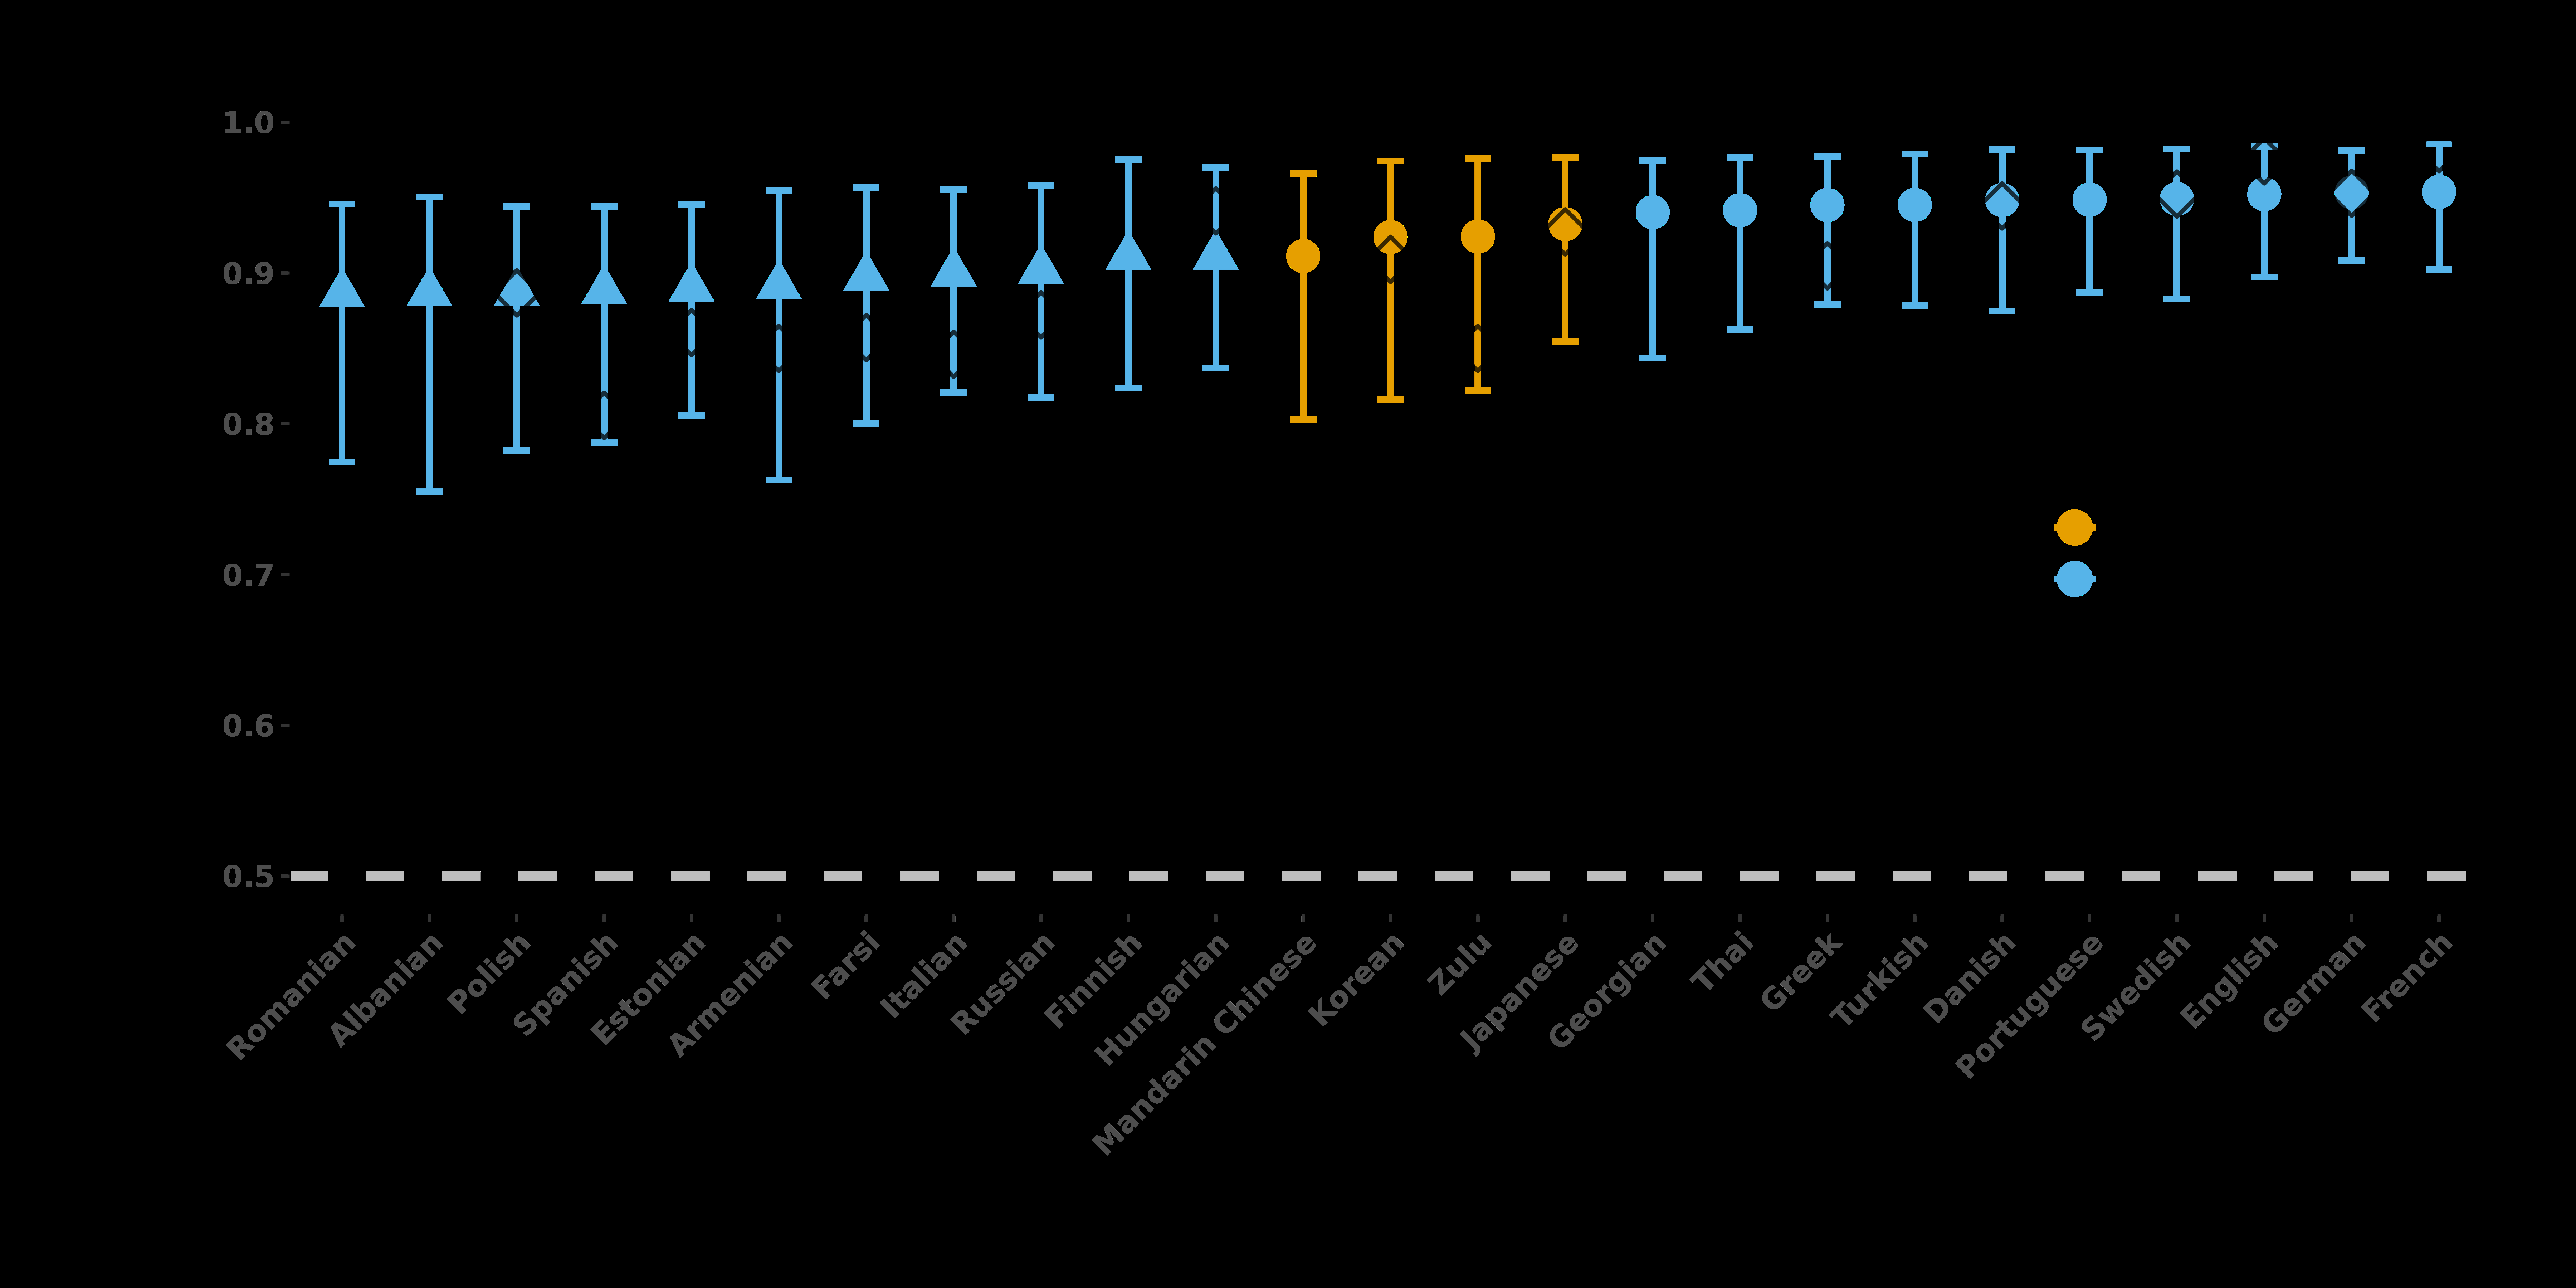 1.0
0.9
0.8
0.7
0.6
0.5
Romanian
Albanian
Polish
Spanish
Estonian
Armenian
Farsi
Italian
Russian
Finnish
Hungarian
Mandarin Chinese
Korean
Zulu
Japanese
Georgian
Thai
Greek
Turkish
Danish
Portuguese
Swedish
English
German
French